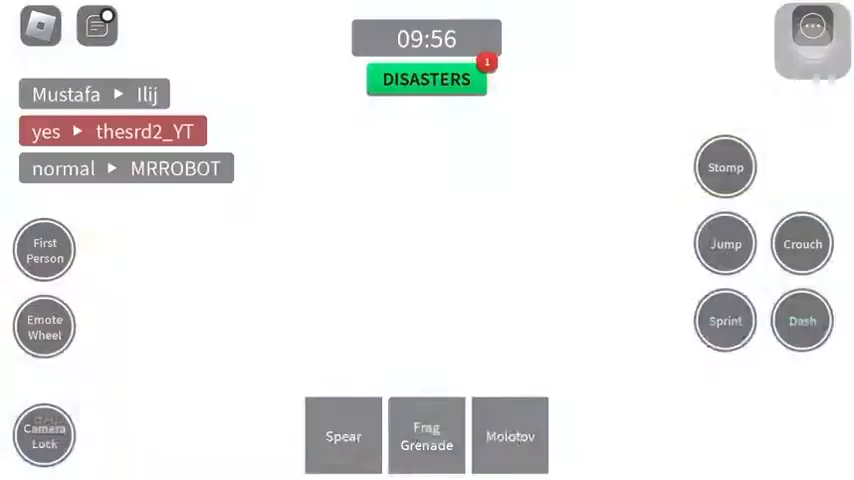 09:56
DISASTERS
1
Mustafa ▸ Ilij
yes ▸ thesrd2_YT
normal ▸ MRROBOT
Stomp
First
Person
Jump
Crouch
Emote
Wheel
Sprint
Dash
Camera
Lock
Spear
Frag
Grenade
Molotov